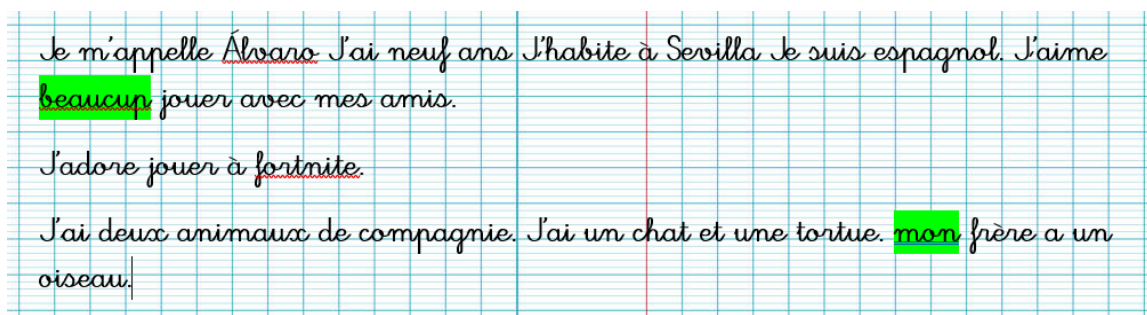 Je m'appelle Álvaro J'ai neuf ans J'habite à Sevilla Je suis espagnol. J'aime
beaucup jouer avec mes amis.
J'adore jouer à fortnite.
J'ai deux animaux de compagnie. J'ai un chat et une tortue. mon frère a un
oiseau.